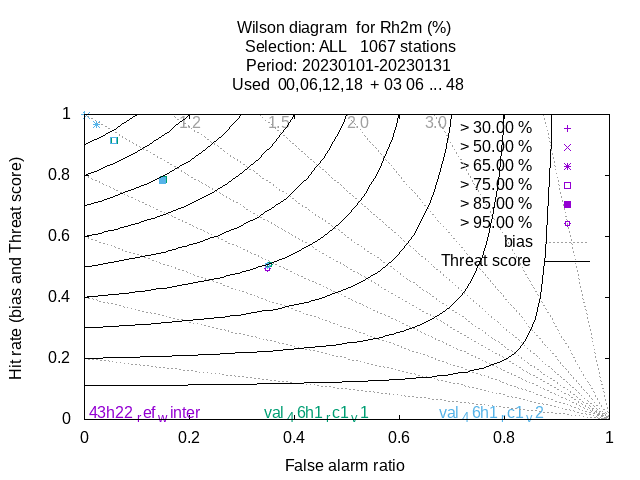 Wilson diagram  for Rh2m (%)
Selection: ALL   1067 stations
Period: 20230101-20230131
Used  00,06,12,18  + 03 06 ... 48
1.2 1.5 2.0 3.0
> 30.00 %
> 50.00 %
> 65.00 %
> 75.00 %
> 85.00 %
> 95.00 %
bias
Threat score
1
0.8
0.6
0.4
0.2
0
Hit rate (bias and Threat score)
43h22refwinter val46h1rc1v1 val46h1rc1v2
0 0.2 0.4 0.6 0.8 1
False alarm ratio